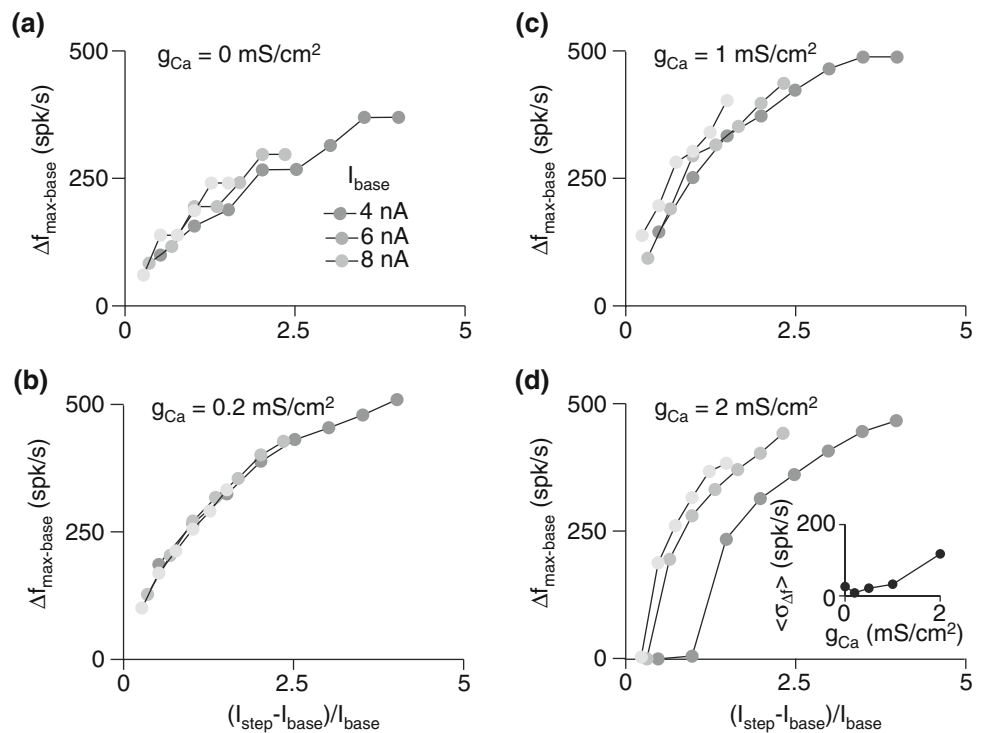 (a)
g_Ca = 0 mS/cm²
500
250
0
Δf_max-base (spk/s)
I_base
4 nA
6 nA
8 nA
0
2.5
5
(b)
g_Ca = 0.2 mS/cm²
500
250
0
Δf_max-base (spk/s)
0
2.5
5
(I_step-I_base)/I_base
(c)
g_Ca = 1 mS/cm²
500
250
0
Δf_max-base (spk/s)
0
2.5
5
(d)
g_Ca = 2 mS/cm²
500
250
0
Δf_max-base (spk/s)
200
0
<σ_Δf> (spk/s)
0
2
g_Ca (mS/cm²)
0
2.5
5
(I_step-I_base)/I_base